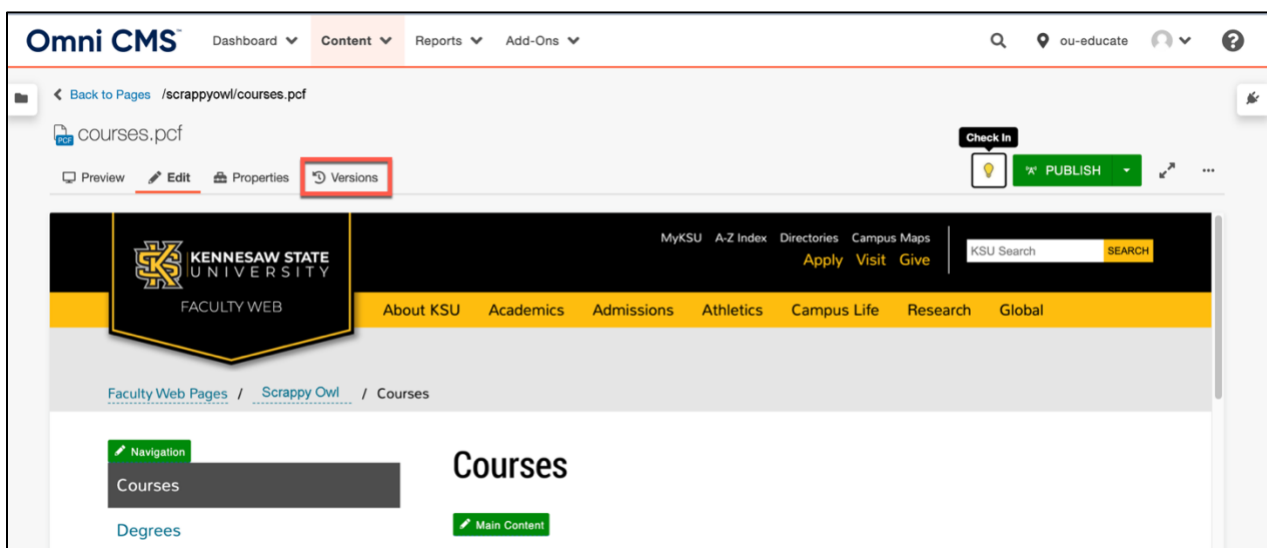 Omni CMS Dashboard Content Reports Add-Ons ou-educate
Back to Pages /scrappyowl/courses.pcf
PCF courses.pcf
Check In
Preview Edit Properties Versions PUBLISH
MyKSU A-Z Index Directories Campus Maps
KENNESAW STATE
UNIVERSITY
Apply Visit Give
KSU Search SEARCH
FACULTY WEB
About KSU Academics Admissions Athletics Campus Life Research Global
Faculty Web Pages / Scrappy Owl / Courses
Navigation
Courses
Courses
Degrees
Main Content